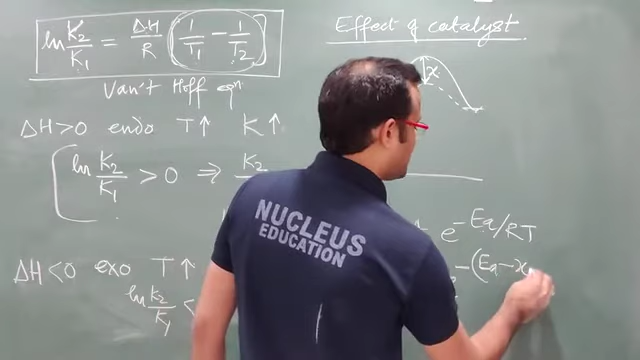 ln K₂/K₁ = ΔH/R (1/T₁ − 1/T₂)
Van't Hoff eqn.
ΔH>0 endo T↑ K↑
ln K₂/K₁ > 0 ⇒ K₂
ΔH<0 exo T↑
ln K₂/K₁ <
Effect of catalyst
x
e^−Ea/RT
−(Ea−x
NUCLEUS
EDUCATION